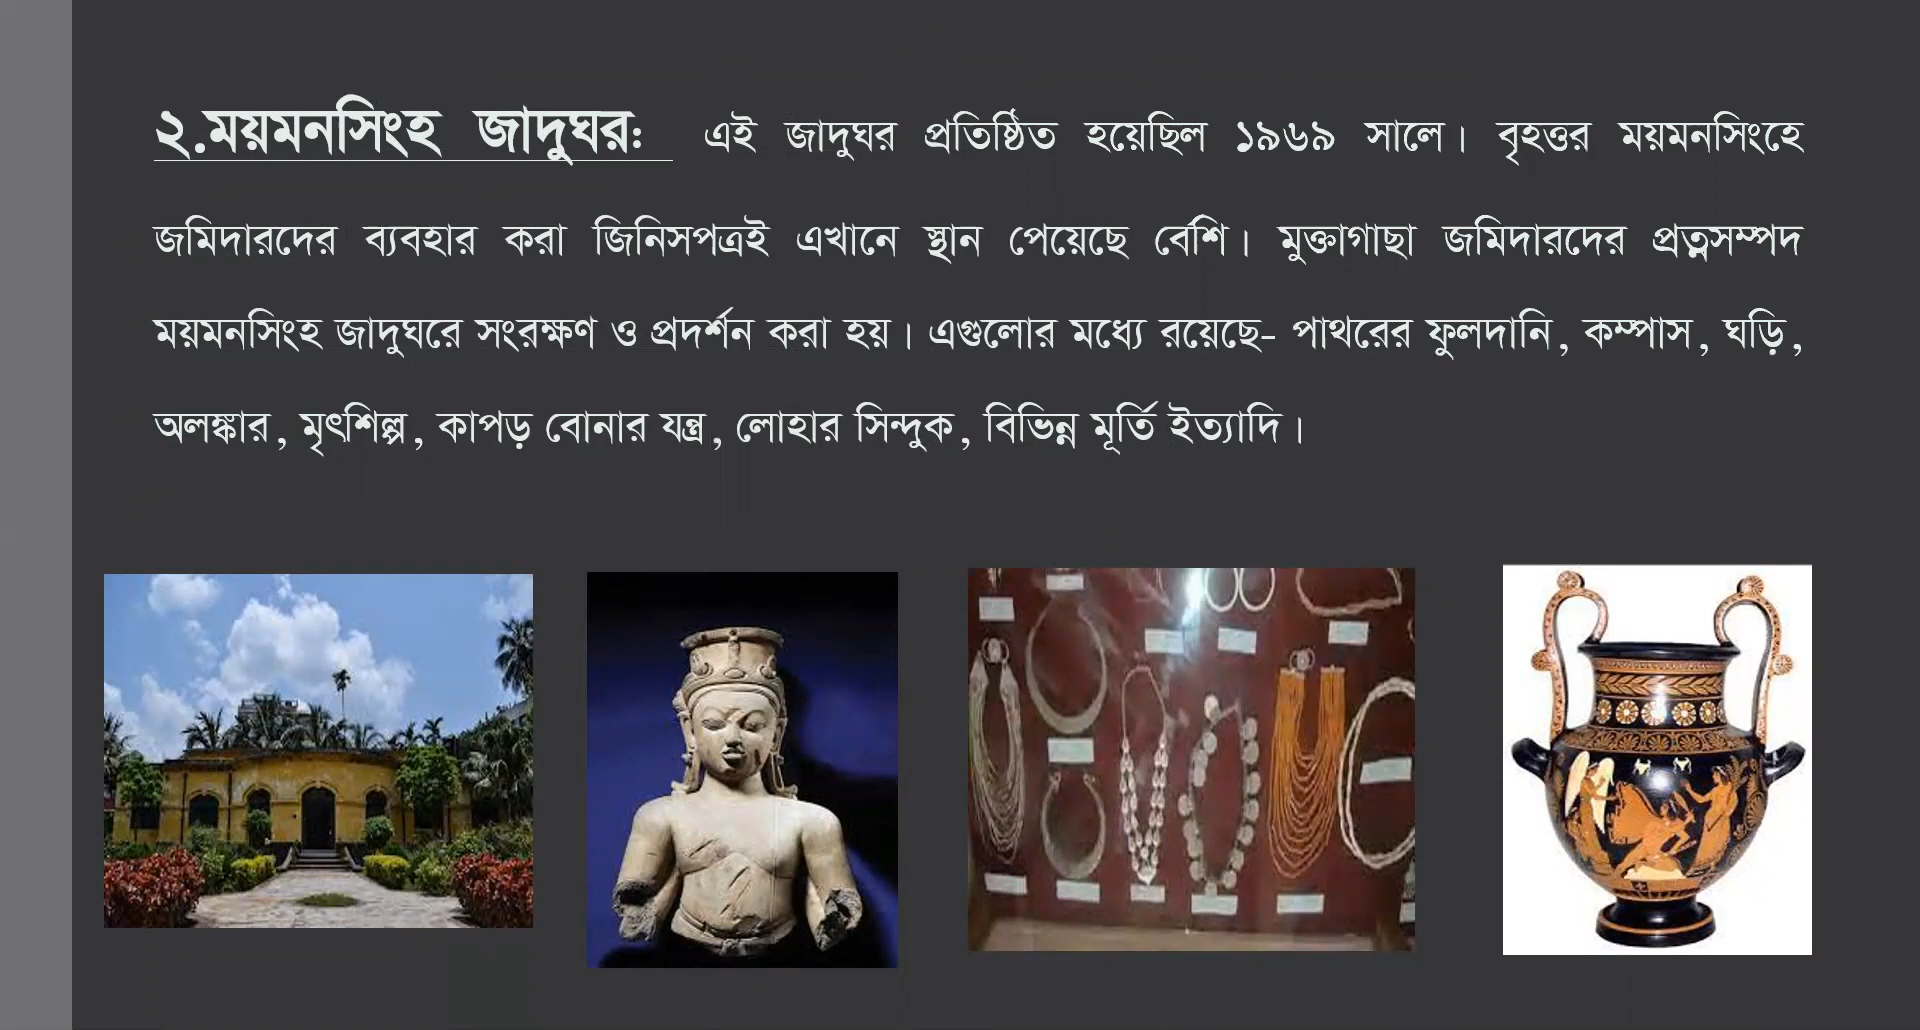 ২.ময়মনসিংহ জাদুঘর: এই জাদুঘর প্রতিষ্ঠিত হয়েছিল ১৯৬৯ সালে। বৃহত্তর ময়মনসিংহে
জমিদারদের ব্যবহার করা জিনিসপত্রই এখানে স্থান পেয়েছে বেশি। মুক্তাগাছা জমিদারদের প্রত্নসম্পদ
ময়মনসিংহ জাদুঘরে সংরক্ষণ ও প্রদর্শন করা হয়। এগুলোর মধ্যে রয়েছে- পাথরের ফুলদানি, কম্পাস, ঘড়ি,
অলঙ্কার, মৃৎশিল্প, কাপড় বোনার যন্ত্র, লোহার সিন্দুক, বিভিন্ন মূর্তি ইত্যাদি।